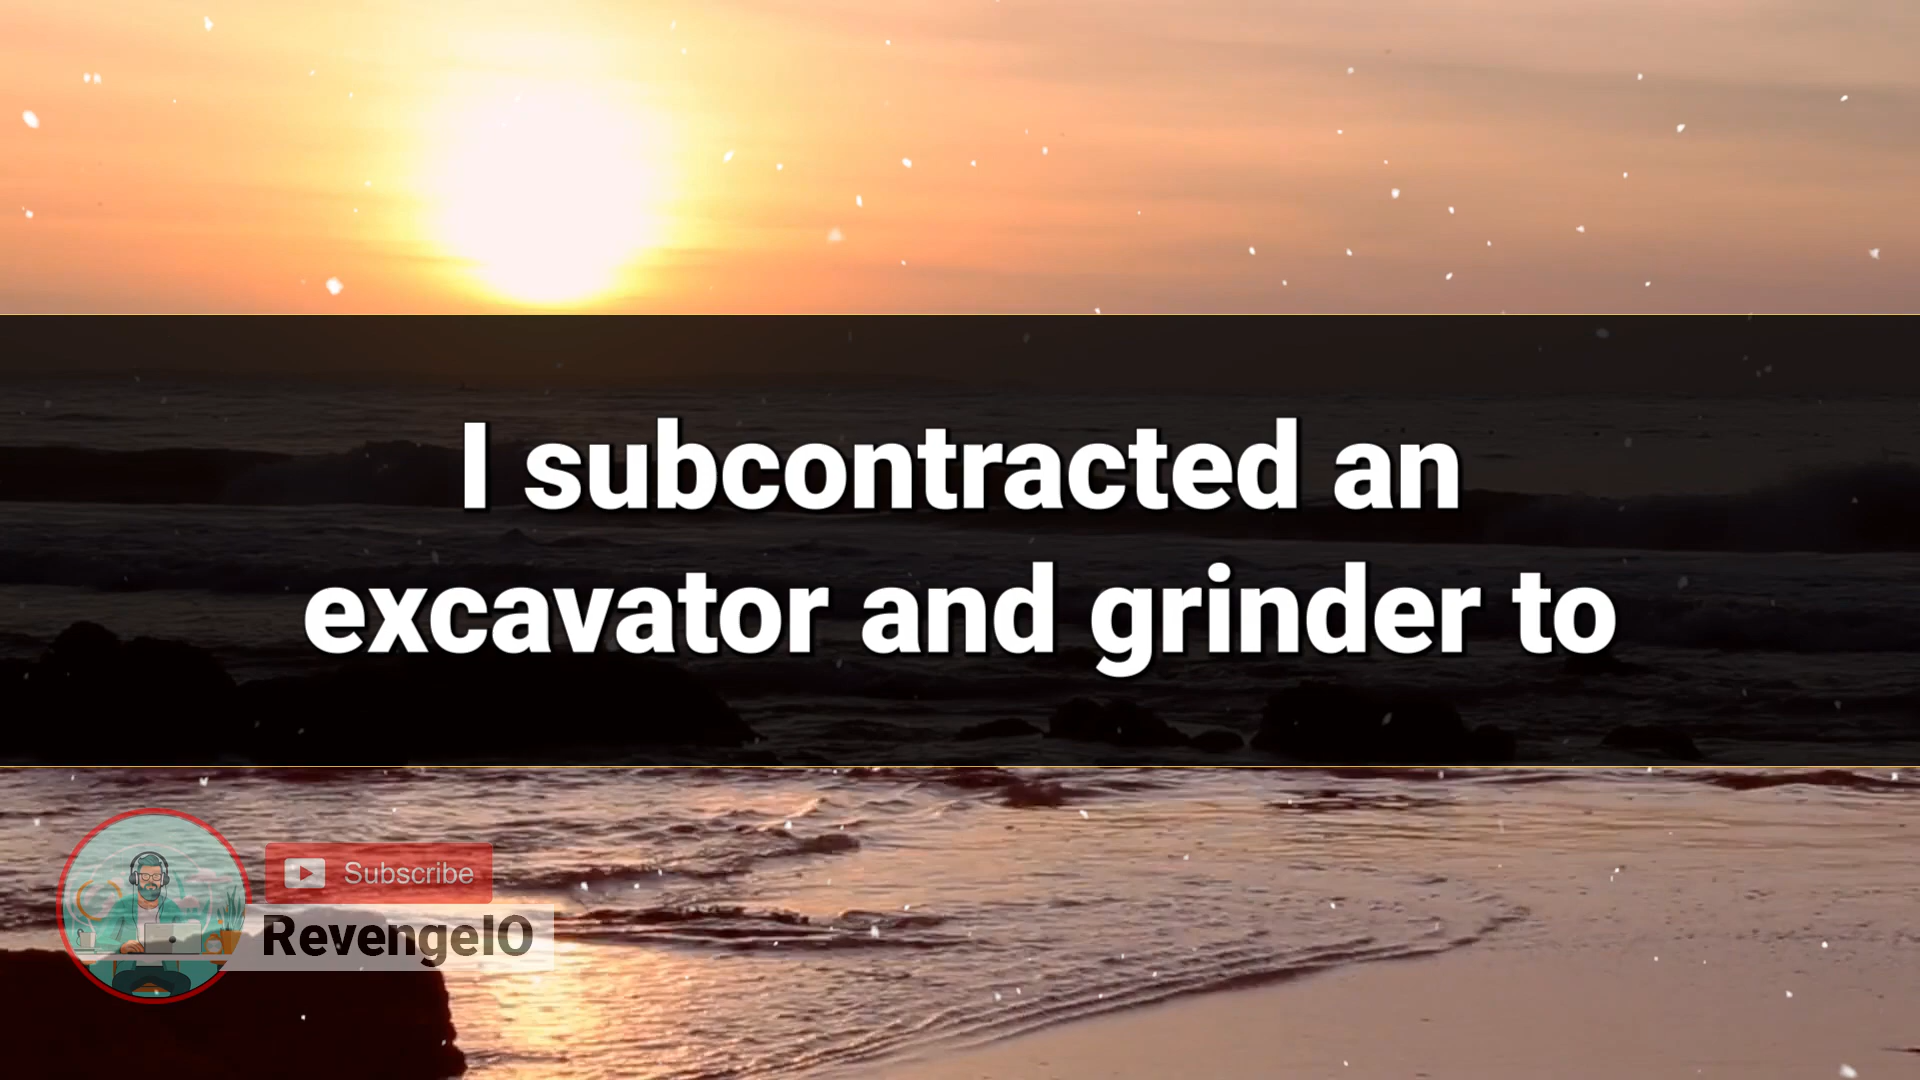 I subcontracted an
excavator and grinder to
Subscribe
RevengeIO